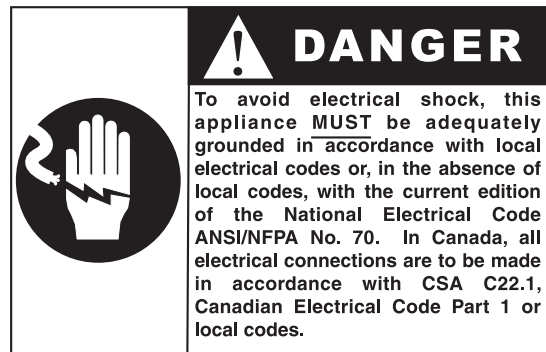 DANGER
To avoid electrical shock, this
appliance MUST be adequately
grounded in accordance with local
electrical codes or, in the absence of
local codes, with the current edition
of the National Electrical Code
ANSI/NFPA No. 70. In Canada, all
electrical connections are to be made
in accordance with CSA C22.1,
Canadian Electrical Code Part 1 or
local codes.